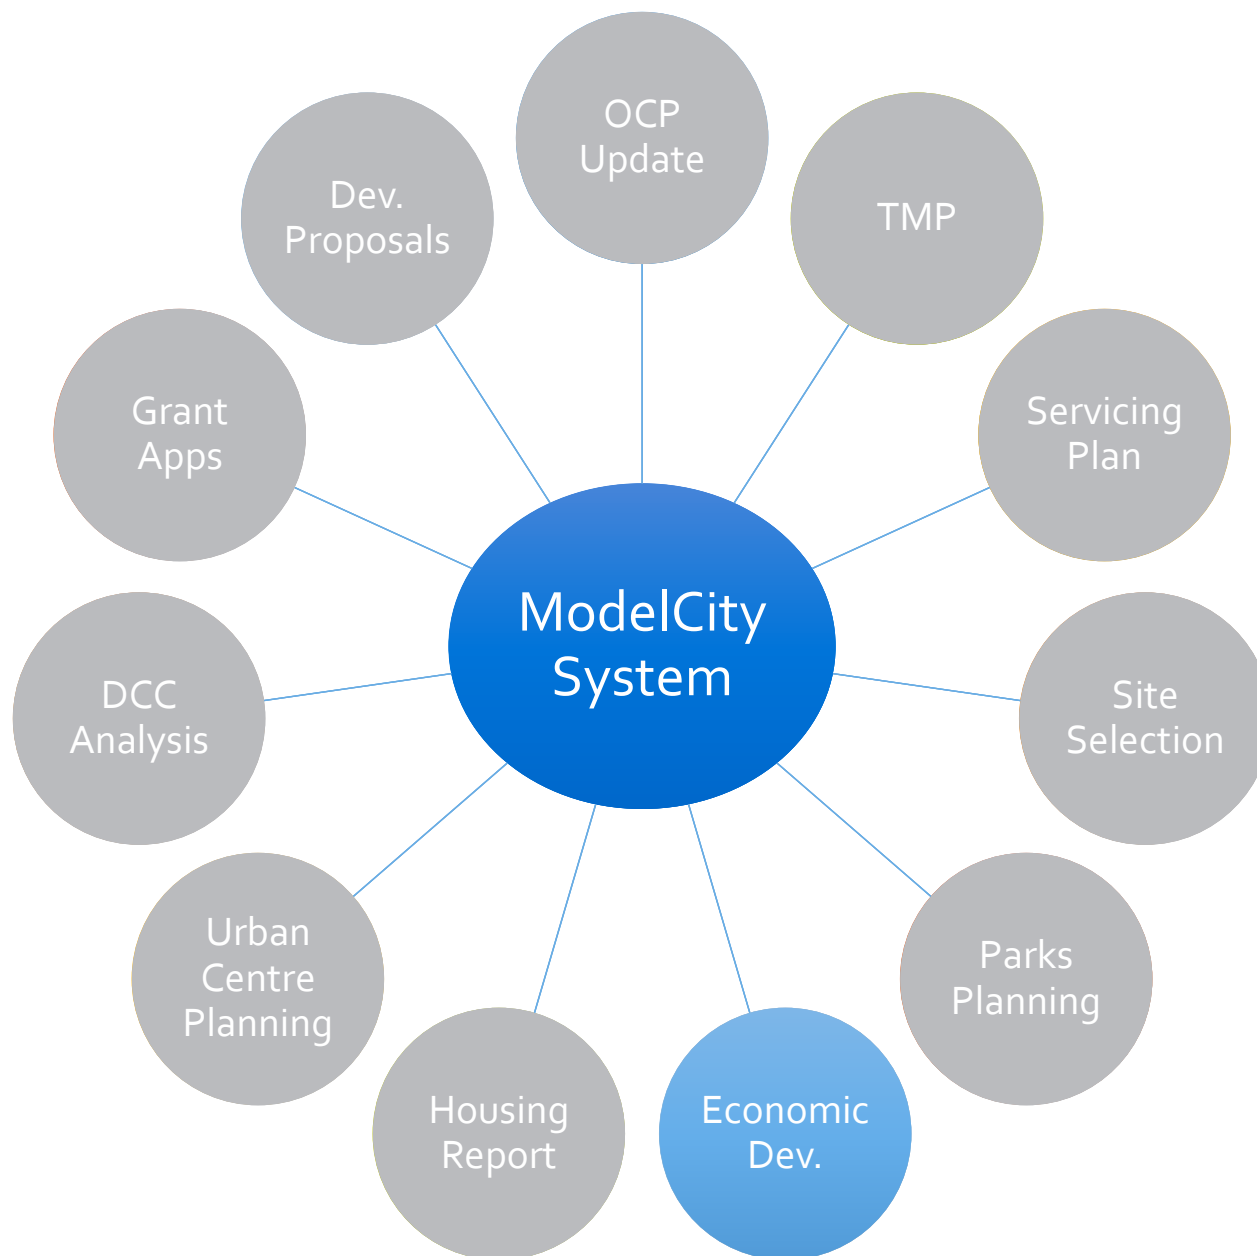 OCP
Update
TMP
Servicing
Plan
Site
Selection
Parks
Planning
Economic
Dev.
Housing
Report
Urban
Centre
Planning
DCC
Analysis
Grant
Apps
Dev.
Proposals
ModelCity
System